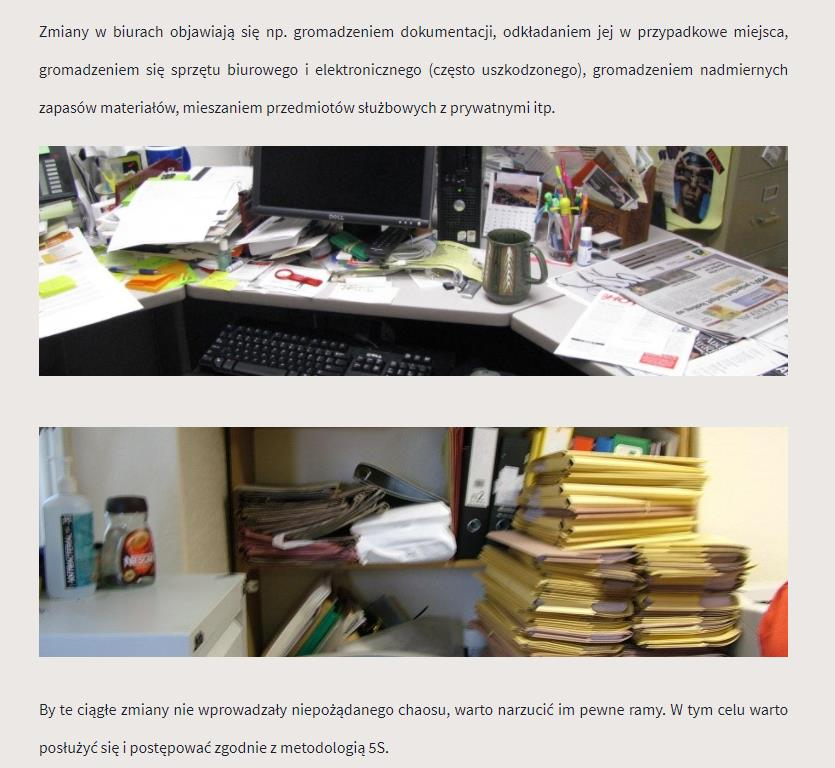 Zmiany w biurach objawiają się np. gromadzeniem dokumentacji, odkładaniem jej w przypadkowe miejsca,
gromadzeniem się sprzętu biurowego i elektronicznego (często uszkodzonego), gromadzeniem nadmiernych
zapasów materiałów, mieszaniem przedmiotów służbowych z prywatnymi itp.
DELL
By te ciągłe zmiany nie wprowadzały niepożądanego chaosu, warto narzucić im pewne ramy. W tym celu warto
posłużyć się i postępować zgodnie z metodologią 5S.